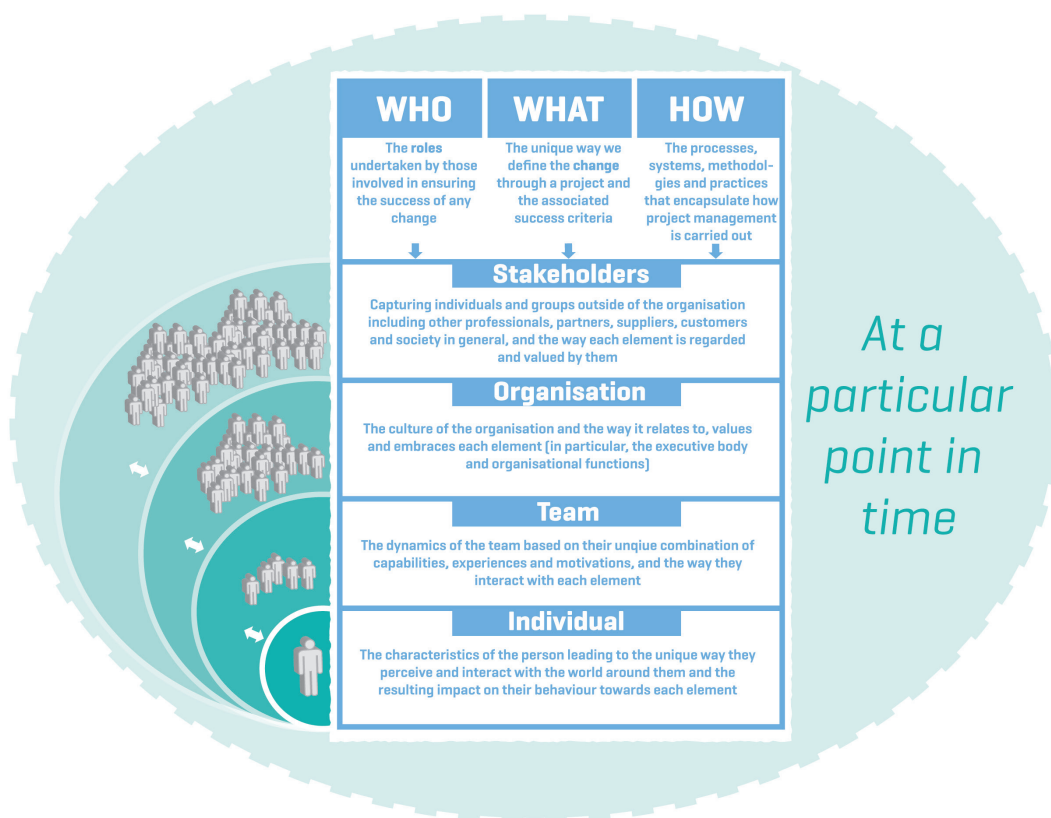 WHO
The roles
undertaken by those
involved in ensuring
the success of any
change
WHAT
The unique way we
define the change
through a project and
the associated
success criteria
HOW
The processes,
systems, methodol-
gies and practices
that encapsulate how
project management
is carried out
Stakeholders
Capturing individuals and groups outside of the organisation
including other professionals, partners, suppliers, customers
and society in general, and the way each element is regarded
and valued by them
Organisation
The culture of the organisation and the way it relates to, values
and embraces each element (in particular, the executive body
and organisational functions)
Team
The dynamics of the team based on their unqiue combination of
capabilities, experiences and motivations, and the way they
interact with each element
Individual
The characteristics of the person leading to the unique way they
perceive and interact with the world around them and the
resulting impact on their behaviour towards each element
At a
particular
point in
time